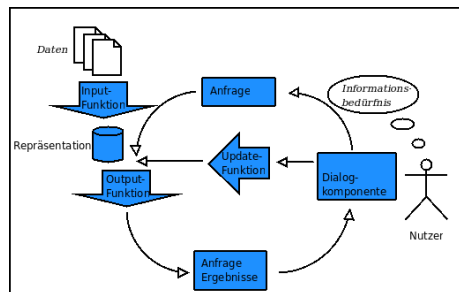 Daten
Input-
Funktion
Anfrage
Informations-
bedürfnis
Repräsentation
Update-
Funktion
Output-
Funktion
Dialog-
komponente
Nutzer
Anfrage
Ergebnisse